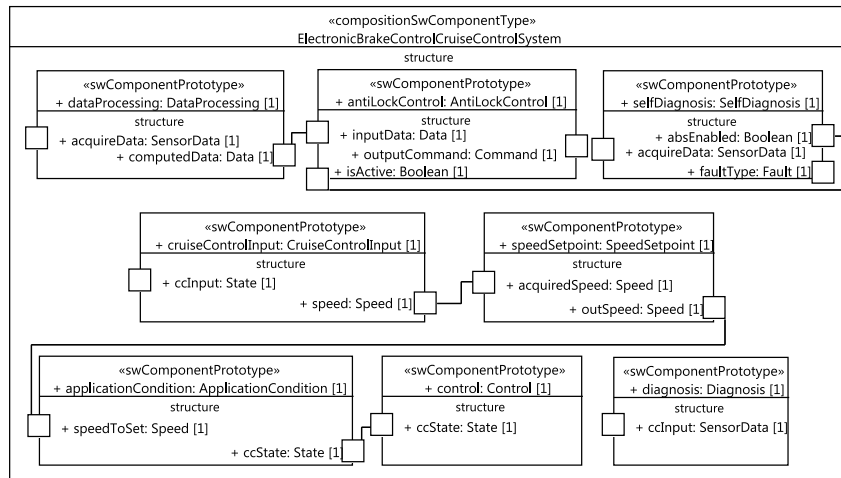 «compositionSwComponentType»
ElectronicBrakeControlCruiseControlSystem
structure
«swComponentPrototype»
+ dataProcessing: DataProcessing [1]
structure
+ acquireData: SensorData [1]
+ computedData: Data [1]
«swComponentPrototype»
+ antiLockControl: AntiLockControl [1]
structure
+ inputData: Data [1]
+ outputCommand: Command [1]
+ isActive: Boolean [1]
«swComponentPrototype»
+ selfDiagnosis: SelfDiagnosis [1]
structure
+ absEnabled: Boolean [1]
+ acquireData: SensorData [1]
+ faultType: Fault [1]
«swComponentPrototype»
+ cruiseControlInput: CruiseControlInput [1]
structure
+ ccInput: State [1]
+ speed: Speed [1]
«swComponentPrototype»
+ speedSetpoint: SpeedSetpoint [1]
structure
+ acquiredSpeed: Speed [1]
+ outSpeed: Speed [1]
«swComponentPrototype»
+ applicationCondition: ApplicationCondition [1]
structure
+ speedToSet: Speed [1]
+ ccState: State [1]
«swComponentPrototype»
+ control: Control [1]
structure
+ ccState: State [1]
«swComponentPrototype»
+ diagnosis: Diagnosis [1]
structure
+ ccInput: SensorData [1]